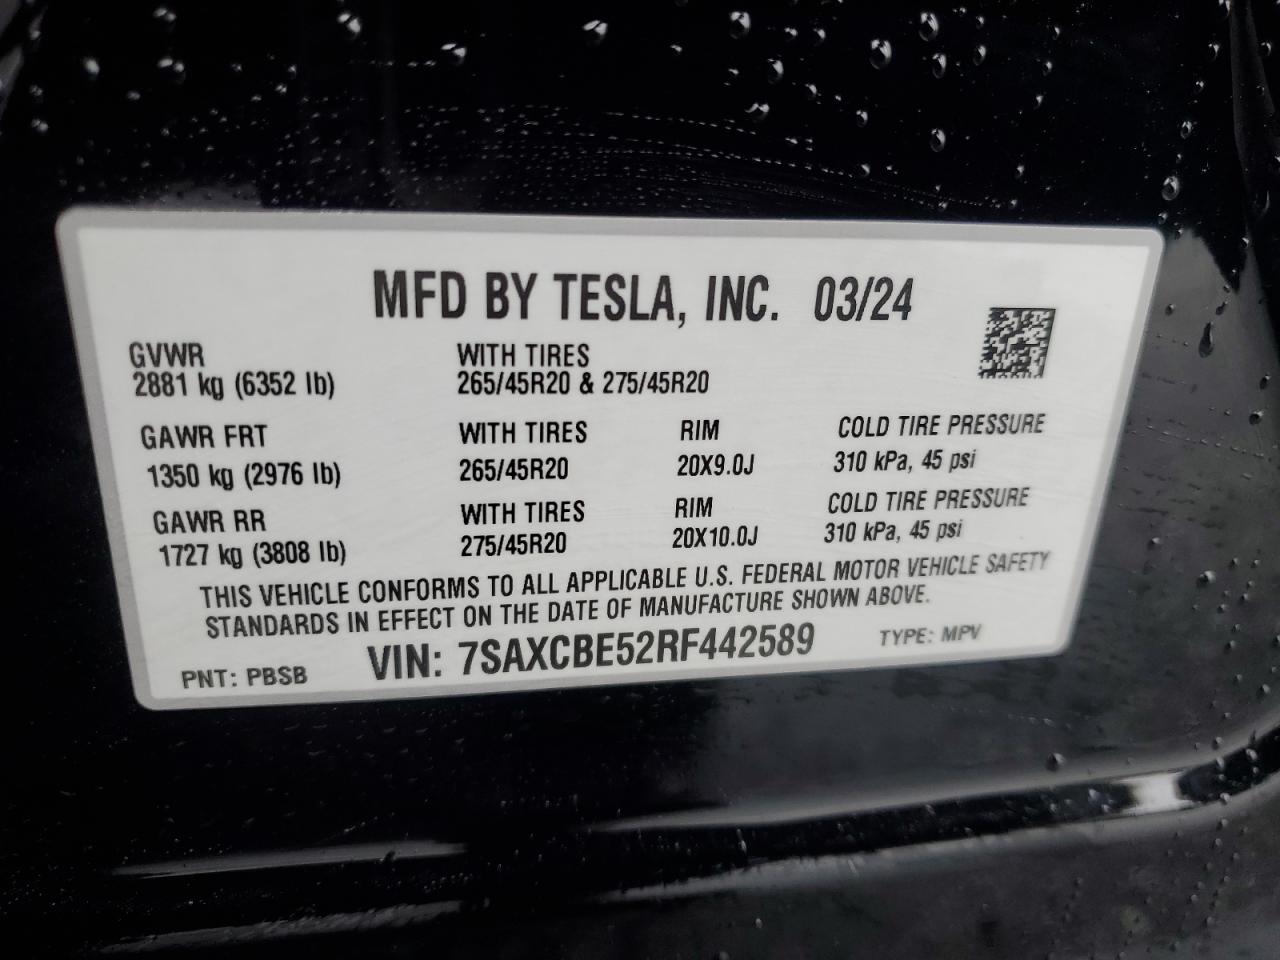 MFD BY TESLA, INC. 03/24
GVWR WITH TIRES
2881 kg (6352 lb) 265/45R20 & 275/45R20
GAWR FRT WITH TIRES RIM COLD TIRE PRESSURE
1350 kg (2976 lb) 265/45R20 20X9.0J 310 kPa, 45 psi
GAWR RR WITH TIRES RIM COLD TIRE PRESSURE
1727 kg (3808 lb) 275/45R20 20X10.0J 310 kPa, 45 psi
THIS VEHICLE CONFORMS TO ALL APPLICABLE U.S. FEDERAL MOTOR VEHICLE SAFETY
STANDARDS IN EFFECT ON THE DATE OF MANUFACTURE SHOWN ABOVE.
PNT: PBSB VIN: 7SAXCBE52RF442589 TYPE: MPV